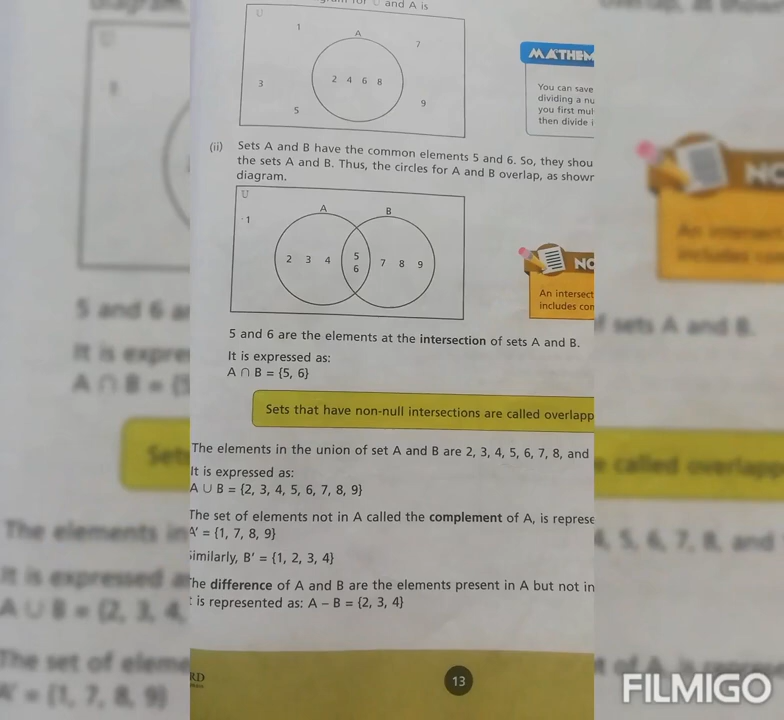 and A is
U
1
A
7
2 4 6 8
3
5
9
MATHEM
You can save
dividing a nu
you first mul
then divide i
(ii) Sets A and B have the common elements 5 and 6. So, they shou
the sets A and B. Thus, the circles for A and B overlap, as shown
diagram.
U
A
B
1
2 3 4 5 7 8 9
6
NO
An intersect
includes com
5 and 6 are the elements at the intersection of sets A and B.
It is expressed as:
A ∩ B = {5, 6}
Sets that have non-null intersections are called overlapp
The elements in the union of set A and B are 2, 3, 4, 5, 6, 7, 8, and
It is expressed as:
A ∪ B = {2, 3, 4, 5, 6, 7, 8, 9}
The set of elements not in A called the complement of A, is represe
A′ = {1, 7, 8, 9}
Similarly, B′ = {1, 2, 3, 4}
The difference of A and B are the elements present in A but not in
t is represented as: A – B = {2, 3, 4}
RD
13
FILMIGO